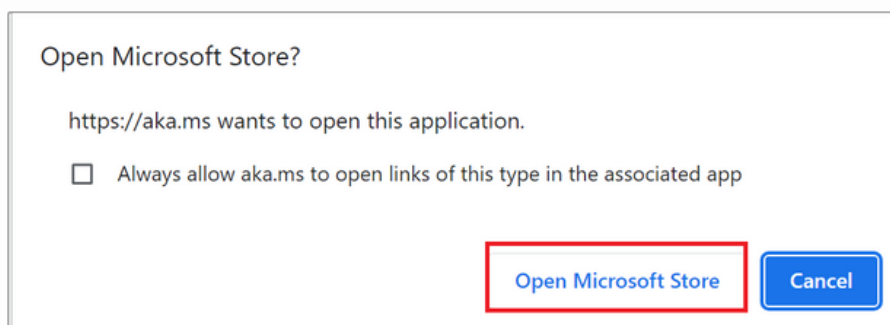 Open Microsoft Store?
https://aka.ms wants to open this application.
Always allow aka.ms to open links of this type in the associated app
Open Microsoft Store
Cancel